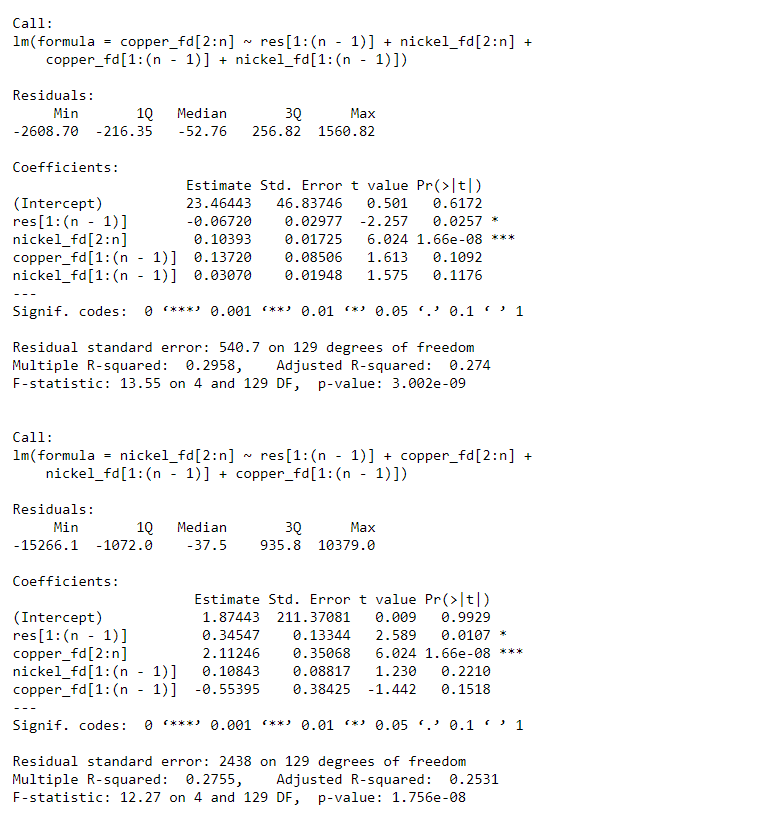 Call:
lm(formula = copper_fd[2:n] ~ res[1:(n - 1)] + nickel_fd[2:n] +
    copper_fd[1:(n - 1)] + nickel_fd[1:(n - 1)])
Residuals:
     Min       1Q   Median       3Q      Max
-2608.70  -216.35   -52.76   256.82  1560.82
Coefficients:
                     Estimate Std. Error t value Pr(>|t|)
(Intercept)          23.46443   46.83746   0.501   0.6172
res[1:(n - 1)]       -0.06720    0.02977  -2.257   0.0257 *
nickel_fd[2:n]        0.10393    0.01725   6.024 1.66e-08 ***
copper_fd[1:(n - 1)]  0.13720    0.08506   1.613   0.1092
nickel_fd[1:(n - 1)]  0.03070    0.01948   1.575   0.1176
---
Signif. codes:  0 ‘***’ 0.001 ‘**’ 0.01 ‘*’ 0.05 ‘.’ 0.1 ‘ ’ 1
Residual standard error: 540.7 on 129 degrees of freedom
Multiple R-squared:  0.2958,    Adjusted R-squared:  0.274
F-statistic: 13.55 on 4 and 129 DF,  p-value: 3.002e-09
Call:
lm(formula = nickel_fd[2:n] ~ res[1:(n - 1)] + copper_fd[2:n] +
    nickel_fd[1:(n - 1)] + copper_fd[1:(n - 1)])
Residuals:
     Min       1Q   Median       3Q      Max
-15266.1  -1072.0    -37.5    935.8  10379.0
Coefficients:
                      Estimate Std. Error t value Pr(>|t|)
(Intercept)            1.87443  211.37081   0.009   0.9929
res[1:(n - 1)]         0.34547    0.13344   2.589   0.0107 *
copper_fd[2:n]         2.11246    0.35068   6.024 1.66e-08 ***
nickel_fd[1:(n - 1)]   0.10843    0.08817   1.230   0.2210
copper_fd[1:(n - 1)]  -0.55395    0.38425  -1.442   0.1518
---
Signif. codes:  0 ‘***’ 0.001 ‘**’ 0.01 ‘*’ 0.05 ‘.’ 0.1 ‘ ’ 1
Residual standard error: 2438 on 129 degrees of freedom
Multiple R-squared:  0.2755,    Adjusted R-squared:  0.2531
F-statistic: 12.27 on 4 and 129 DF,  p-value: 1.756e-08